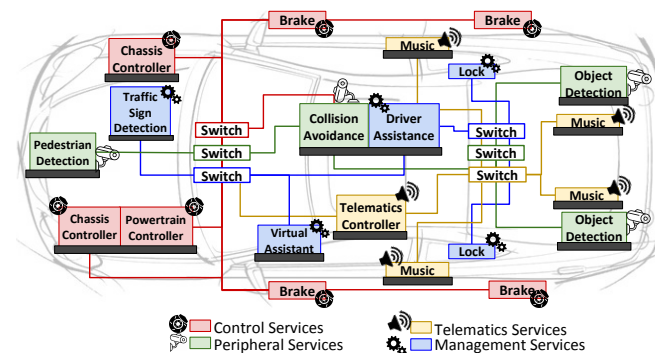 Brake
Brake
Chassis
Controller
Music
Lock
Object
Detection
Traffic
Sign
Detection
Collision
Avoidance
Driver
Assistance
Music
Switch
Switch
Pedestrian
Detection
Switch
Switch
Switch
Switch
Chassis
Controller
Powertrain
Controller
Telematics
Controller
Music
Virtual
Assistant
Lock
Object
Detection
Music
Brake
Brake
Control Services
Telematics Services
Peripheral Services
Management Services